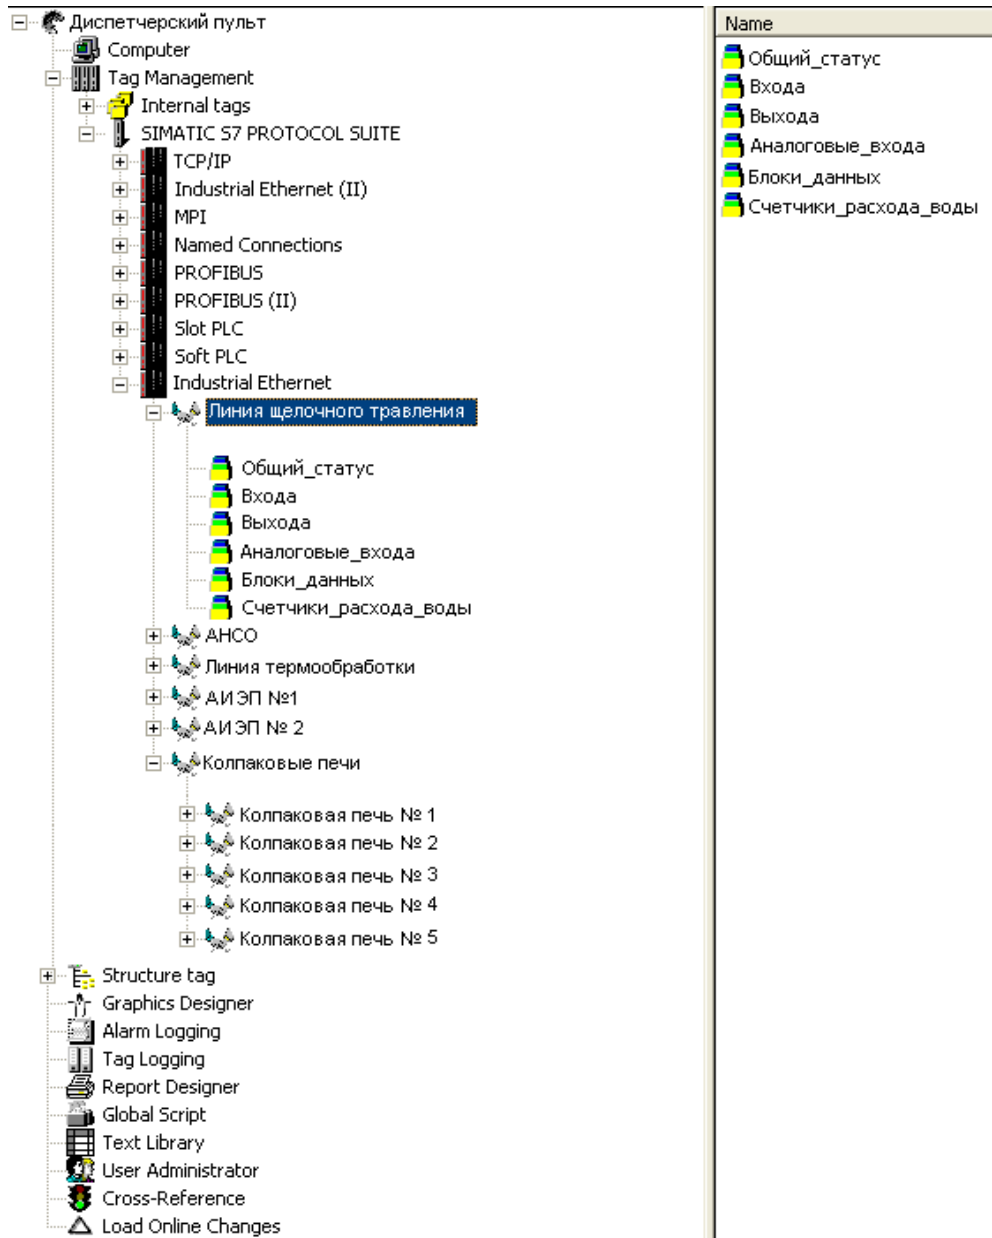 Диспетчерский пульт
Computer
Tag Management
Internal tags
SIMATIC S7 PROTOCOL SUITE
TCP/IP
Industrial Ethernet (II)
MPI
Named Connections
PROFIBUS
PROFIBUS (II)
Slot PLC
Soft PLC
Industrial Ethernet
Линия щелочного травления
Общий_статус
Входа
Выхода
Аналоговые_входа
Блоки_данных
Счетчики_расхода_воды
АНСО
Линия термообработки
АИЭП №1
АИЭП № 2
Колпаковые печи
Колпаковая печь № 1
Колпаковая печь № 2
Колпаковая печь № 3
Колпаковая печь № 4
Колпаковая печь № 5
Structure tag
Graphics Designer
Alarm Logging
Tag Logging
Report Designer
Global Script
Text Library
User Administrator
Cross-Reference
Load Online Changes
Name
Общий_статус
Входа
Выхода
Аналоговые_входа
Блоки_данных
Счетчики_расхода_воды